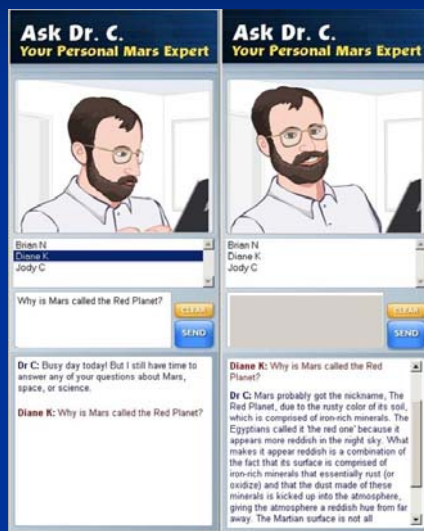 Ask Dr. C.
Your Personal Mars Expert
Brian N
Diane K
Jody C
Why is Mars called the Red Planet?
CLEAR
SEND
Dr C: Busy day today! But I still have time to
answer any of your questions about Mars,
space, or science.
Diane K: Why is Mars called the Red Planet?
Ask Dr. C.
Your Personal Mars Expert
Brian N
Diane K
Jody C
CLEAR
SEND
Diane K: Why is Mars called the Red
Planet?
Dr C: Mars probably got the nickname, The
Red Planet, due to the rusty color of its soil,
which is comprised of iron-rich minerals. The
Egyptians called it 'the red one' because it
appears more reddish in the night sky. What
makes it appear reddish is a combination of
the fact that its surface is comprised of
iron-rich minerals that essentially rust (or
oxidize) and that the dust made of these
minerals is kicked up into the atmosphere,
giving the atmosphere a reddish hue from far
away. The Martian surface is not all